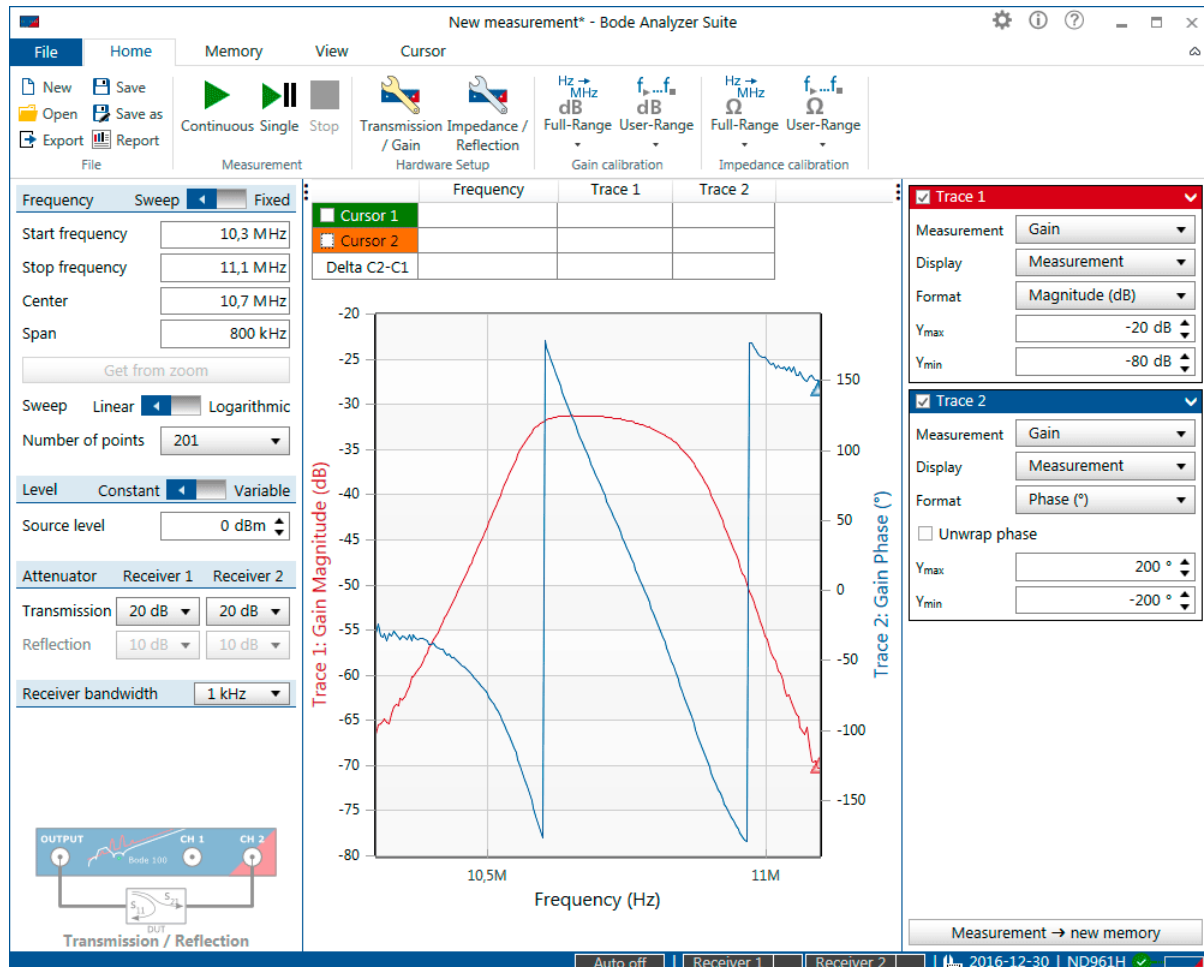 New measurement* - Bode Analyzer Suite
File Home Memory View Cursor
New Save
Open Save as
Export Report
File
Continuous Single Stop
Measurement
Transmission / Gain
Impedance / Reflection
Hardware Setup
Hz → MHz dB Full-Range
f▸...f■ dB User-Range
Gain calibration
Hz → MHz Ω Full-Range
f▸...f■ Ω User-Range
Impedance calibration
Frequency Sweep Fixed
Start frequency 10,3 MHz
Stop frequency 11,1 MHz
Center 10,7 MHz
Span 800 kHz
Get from zoom
Sweep Linear Logarithmic
Number of points 201
Level Constant Variable
Source level 0 dBm
Attenuator Receiver 1 Receiver 2
Transmission 20 dB 20 dB
Reflection 10 dB 10 dB
Receiver bandwidth 1 kHz
OUTPUT CH 1 CH 2
Bode 100
S11 S21
DUT
Transmission / Reflection
Frequency Trace 1 Trace 2
Cursor 1
Cursor 2
Delta C2-C1
Trace 1: Gain Magnitude (dB)
-20
-25
-30
-35
-40
-45
-50
-55
-60
-65
-70
-75
-80
150
100
50
0
-50
-100
-150
Trace 2: Gain Phase (°)
10,5M 11M
Frequency (Hz)
Trace 1
Measurement Gain
Display Measurement
Format Magnitude (dB)
Ymax -20 dB
Ymin -80 dB
Trace 2
Measurement Gain
Display Measurement
Format Phase (°)
Unwrap phase
Ymax 200 °
Ymin -200 °
Measurement → new memory
Auto off | Receiver 1 Receiver 2 | 2016-12-30 | ND961H